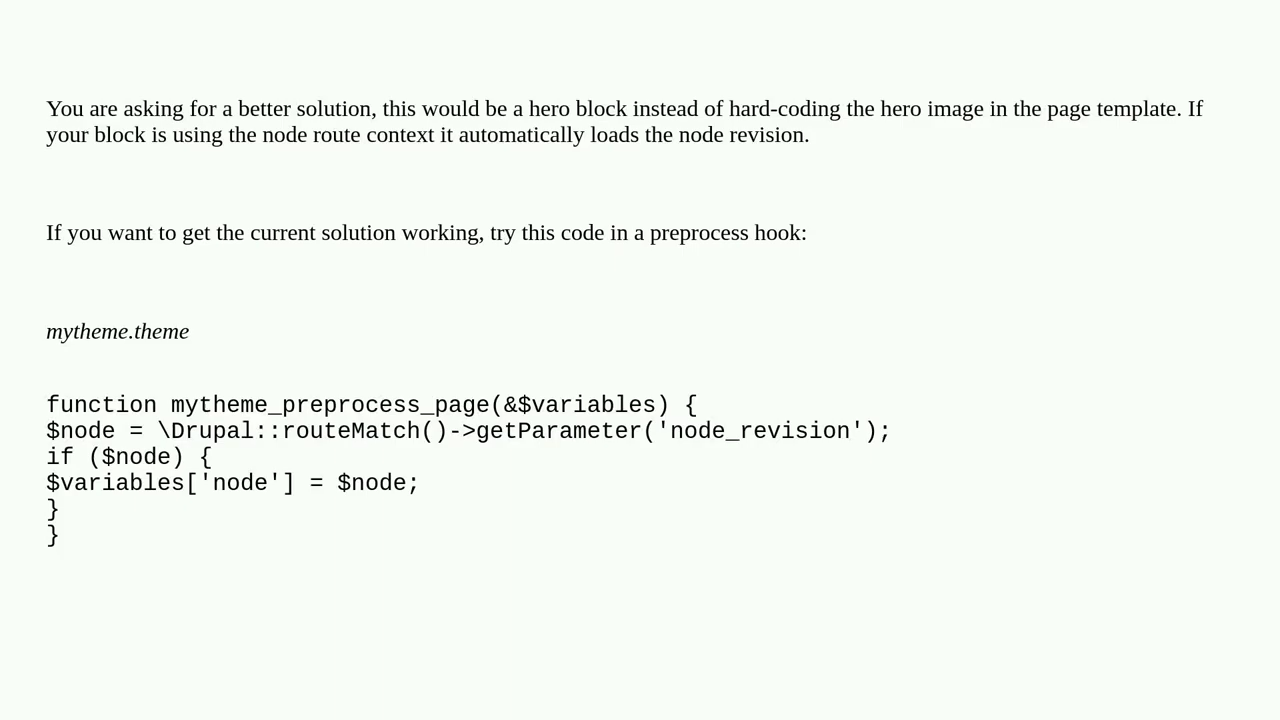 You are asking for a better solution, this would be a hero block instead of hard-coding the hero image in the page template. If
your block is using the node route context it automatically loads the node revision.
If you want to get the current solution working, try this code in a preprocess hook:
mytheme.theme
function mytheme_preprocess_page(&$variables) {
$node = \Drupal::routeMatch()->getParameter('node_revision');
if ($node) {
$variables['node'] = $node;
}
}